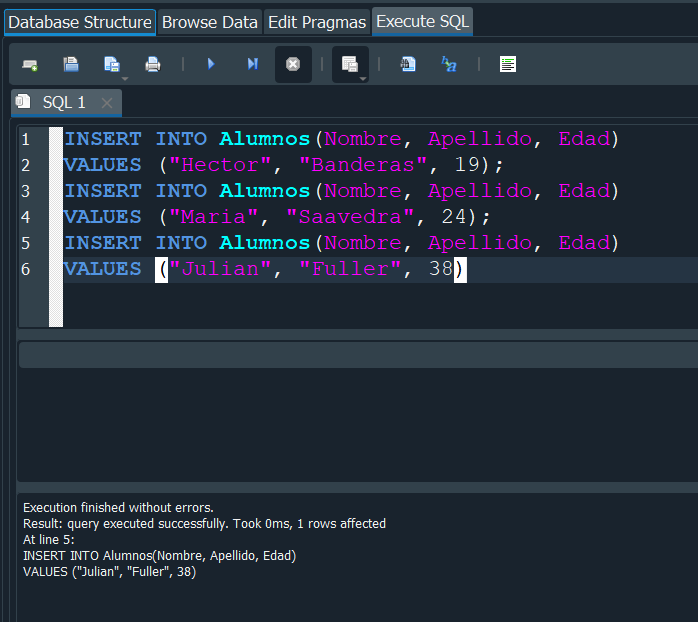 Database Structure Browse Data Edit Pragmas Execute SQL
SQL 1
1 INSERT INTO Alumnos(Nombre, Apellido, Edad)
2 VALUES ("Hector", "Banderas", 19);
3 INSERT INTO Alumnos(Nombre, Apellido, Edad)
4 VALUES ("Maria", "Saavedra", 24);
5 INSERT INTO Alumnos(Nombre, Apellido, Edad)
6 VALUES ("Julian", "Fuller", 38)
Execution finished without errors.
Result: query executed successfully. Took 0ms, 1 rows affected
At line 5:
INSERT INTO Alumnos(Nombre, Apellido, Edad)
VALUES ("Julian", "Fuller", 38)